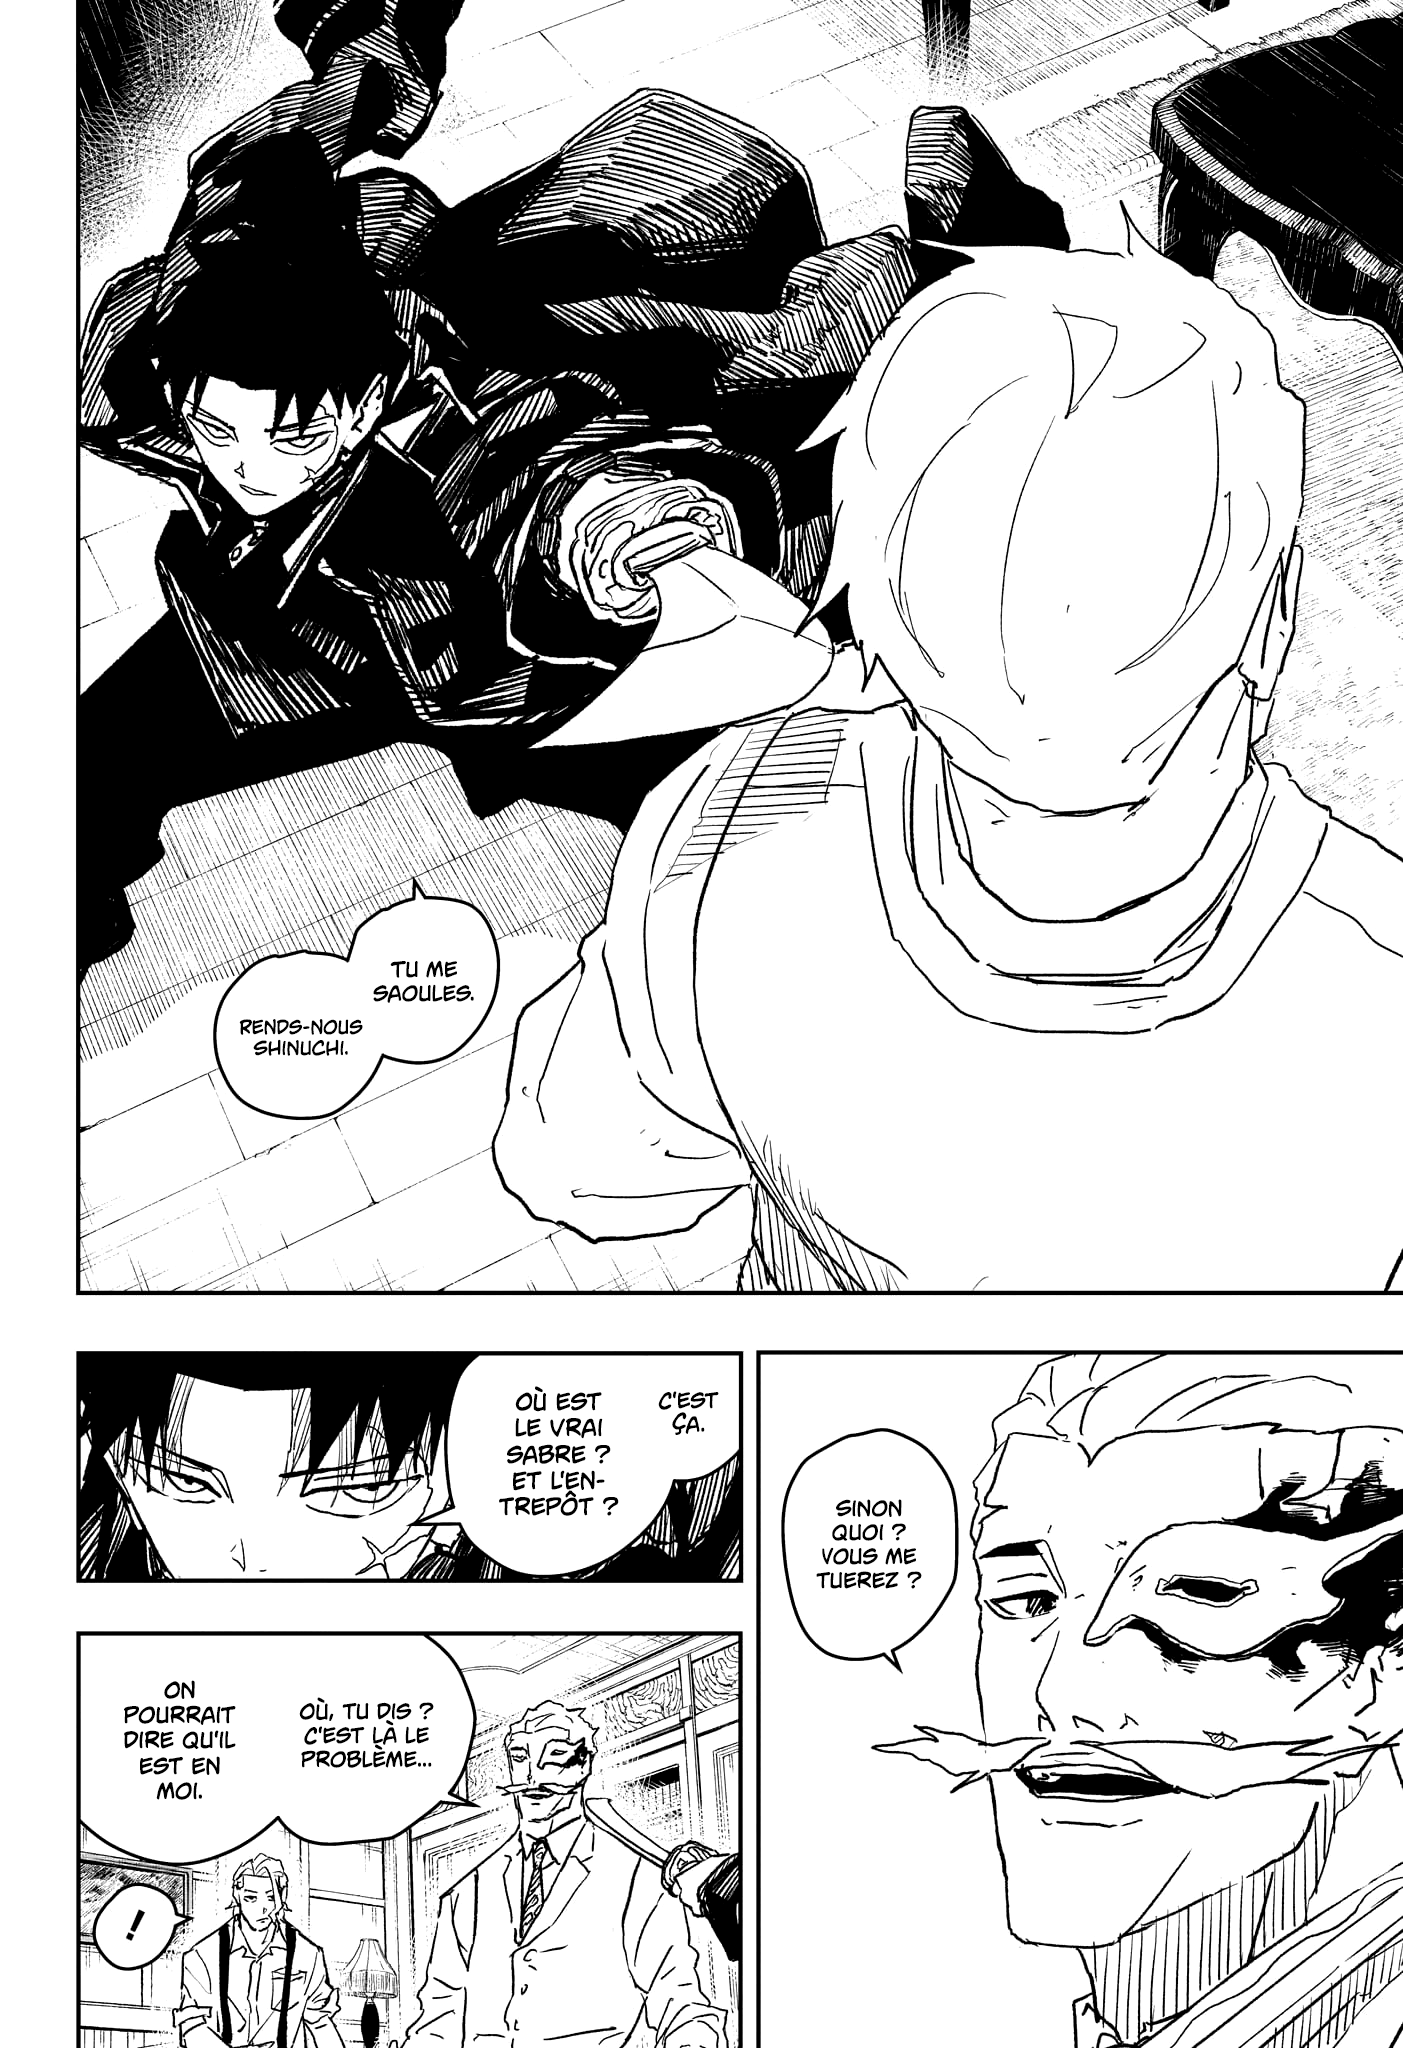 TU ME
SAOULES.
RENDS-NOUS
SHINUCHI.
SINON
QUOI ?
VOUS ME
TUEREZ ?
C'EST
ÇA.
OÙ EST
LE VRAI
SABRE ?
ET L'EN-
TREPÔT ?
OÙ, TU DIS ?
C'EST LÀ LE
PROBLÈME...
ON
POURRAIT
DIRE QU'IL
EST EN
MOI.
!